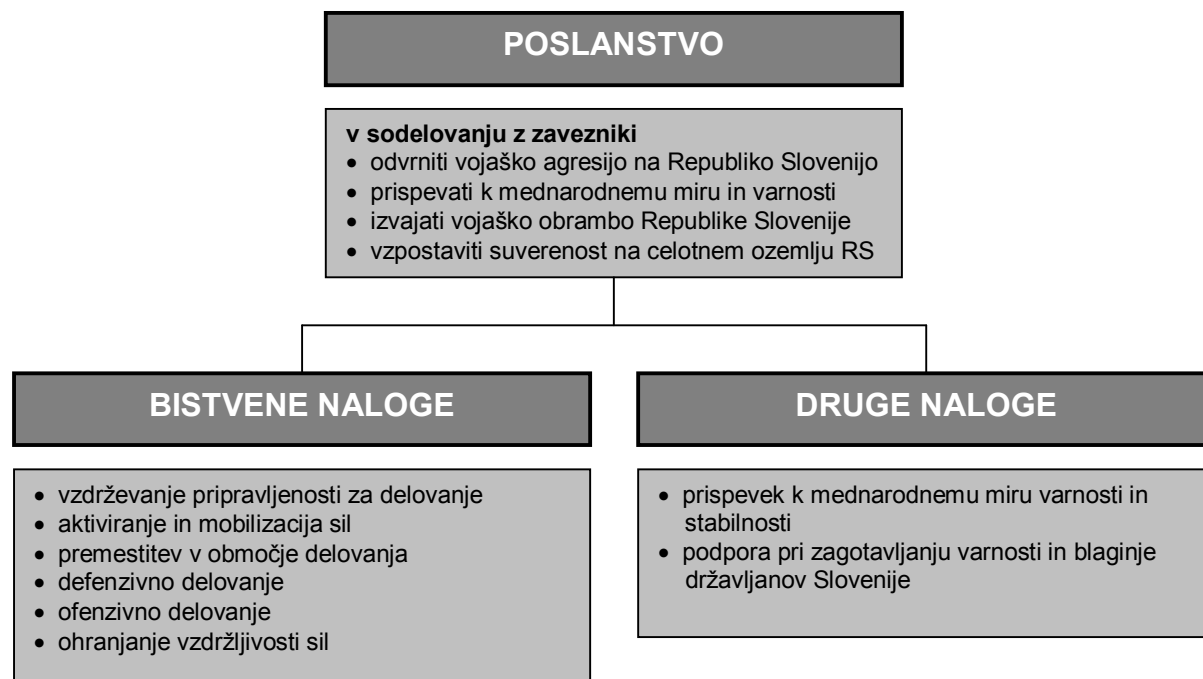 POSLANSTVO
v sodelovanju z zavezniki
• odvrniti vojaško agresijo na Republiko Slovenijo
• prispevati k mednarodnemu miru in varnosti
• izvajati vojaško obrambo Republike Slovenije
• vzpostaviti suverenost na celotnem ozemlju RS
BISTVENE NALOGE
• vzdrževanje pripravljenosti za delovanje
• aktiviranje in mobilizacija sil
• premestitev v območje delovanja
• defenzivno delovanje
• ofenzivno delovanje
• ohranjanje vzdržljivosti sil
DRUGE NALOGE
• prispevek k mednarodnemu miru varnosti in
stabilnosti
• podpora pri zagotavljanju varnosti in blaginje
državljanov Slovenije